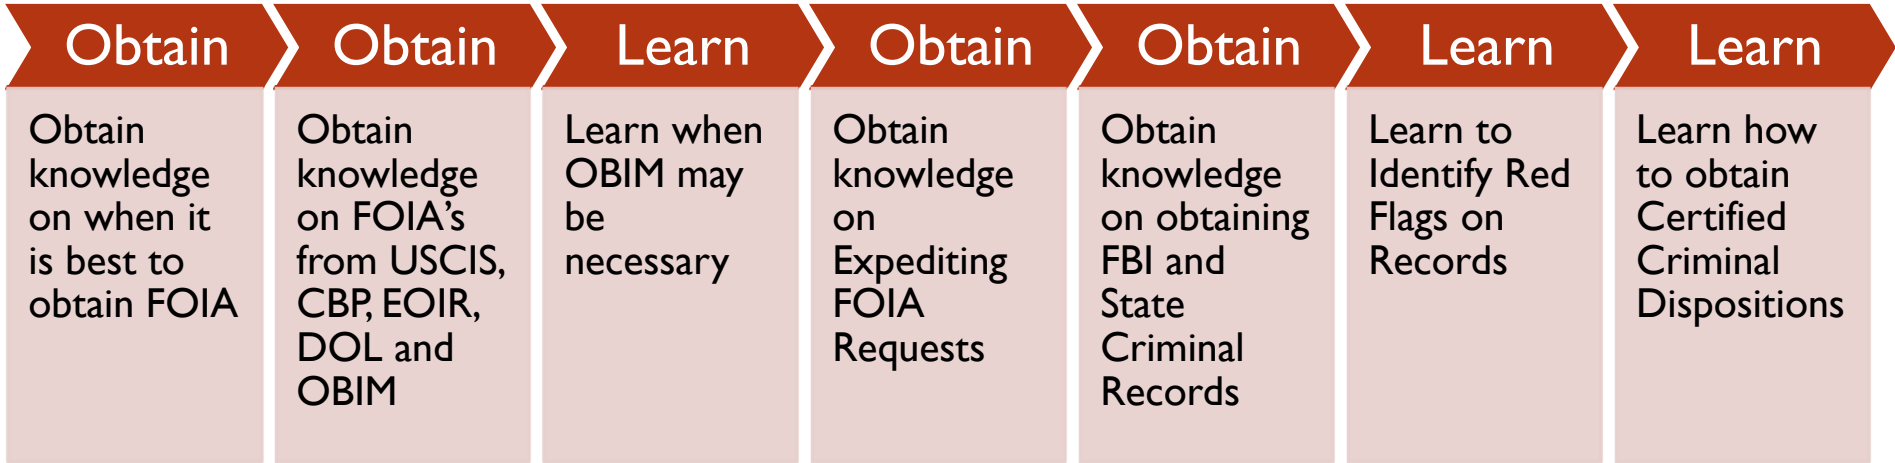 Obtain
Obtain
knowledge
on when it
is best to
obtain FOIA
Obtain
Obtain
knowledge
on FOIA’s
from USCIS,
CBP, EOIR,
DOL and
OBIM
Learn
Learn when
OBIM may
be
necessary
Obtain
Obtain
knowledge
on
Expediting
FOIA
Requests
Obtain
Obtain
knowledge
on obtaining
FBI and
State
Criminal
Records
Learn
Learn to
Identify Red
Flags on
Records
Learn
Learn how
to obtain
Certified
Criminal
Dispositions